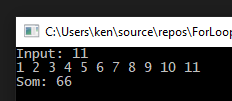 C:\Users\ken\source\repos\ForLoop
Input: 11
1 2 3 4 5 6 7 8 9 10 11
Som: 66